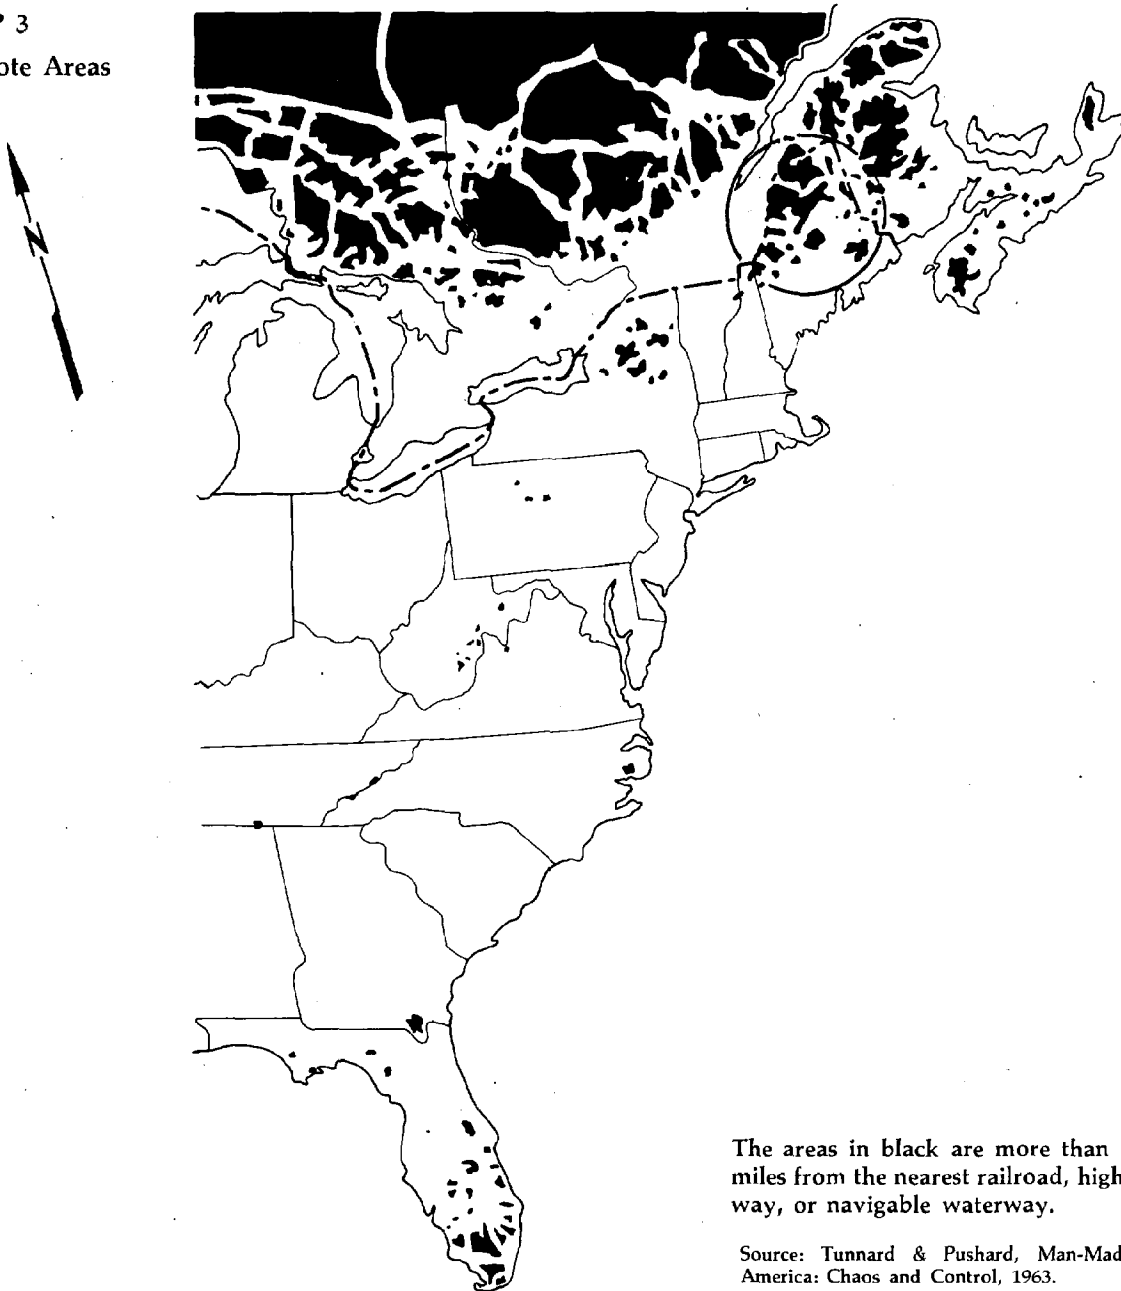 3
ote Areas
N
The areas in black are more than
miles from the nearest railroad, high
way, or navigable waterway.
Source: Tunnard & Pushard, Man-Mad
America: Chaos and Control, 1963.